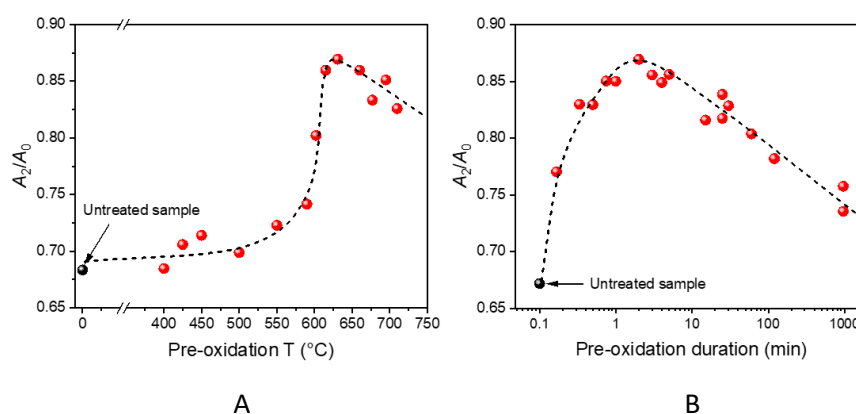 0.90
0.85
0.80
0.75
0.70
0.65
A2/A0
Untreated sample
0 400 450 500 550 600 650 700 750
Pre-oxidation T (°C)
A
0.90
0.85
0.80
0.75
0.70
0.65
A2/A0
Untreated sample
0.1 1 10 100 1000
Pre-oxidation duration (min)
B